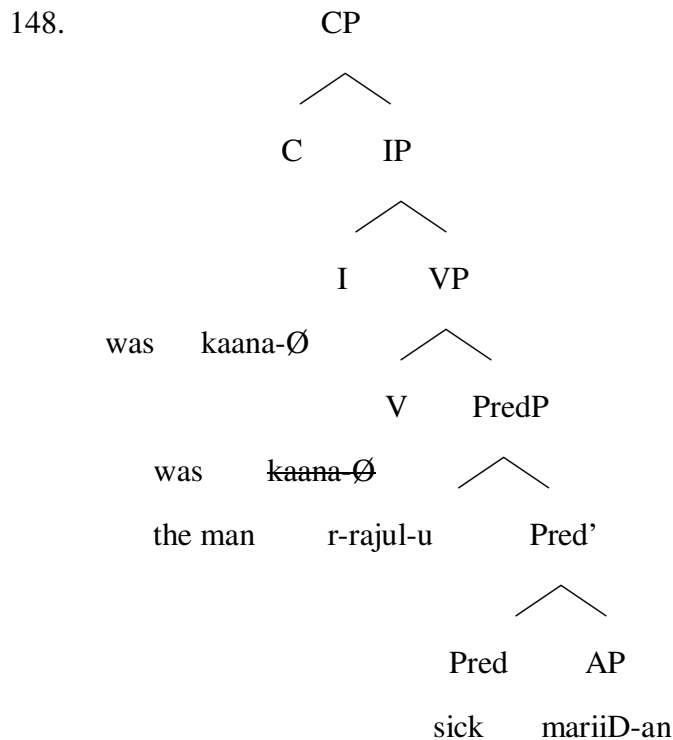 148. CP
C IP
I VP
was kaana-Ø
V PredP
was kaana-Ø
the man r-rajul-u Pred’
Pred AP
sick mariiD-an